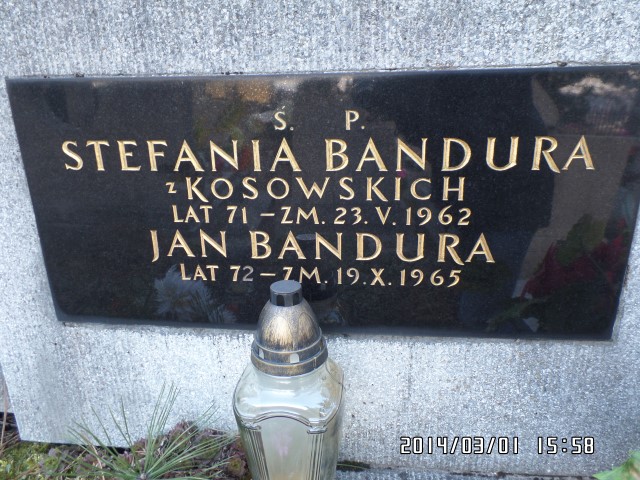 Ś. P.
STEFANIA BANDURA
z KOSOWSKICH
LAT 71 – ZM. 23. V. 1962
JAN BANDURA
LAT 72 – ZM. 19. X. 1965
2014/03/01 15:58